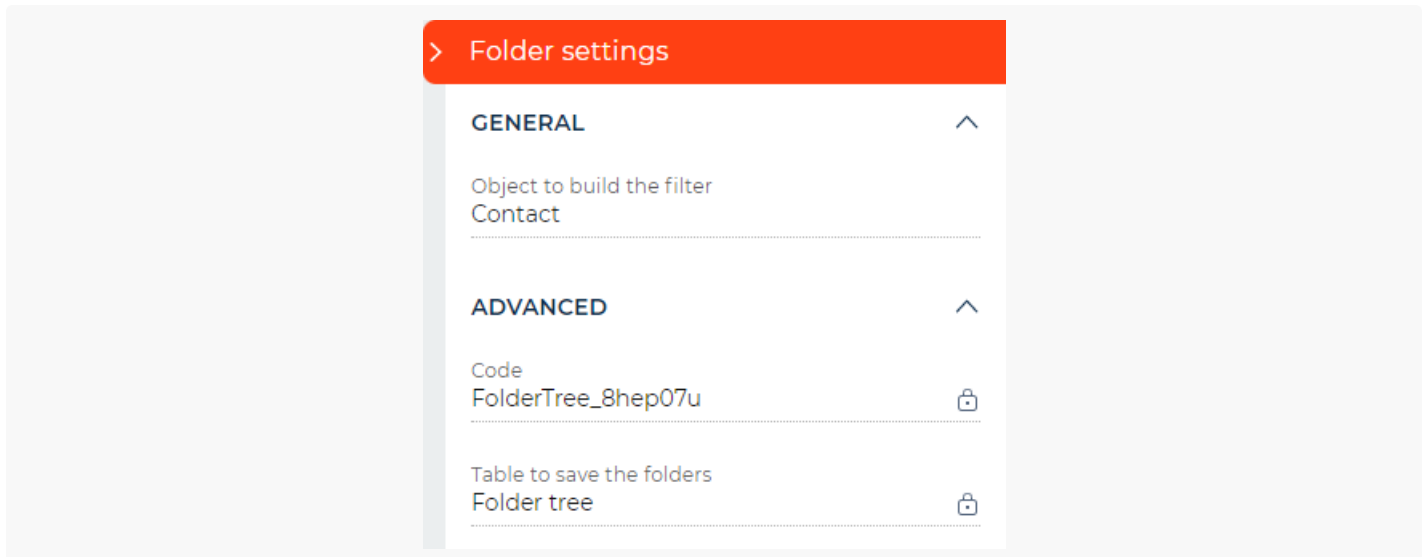 Folder settings
GENERAL
Object to build the filter
Contact
ADVANCED
Code
FolderTree_8hep07u
Table to save the folders
Folder tree